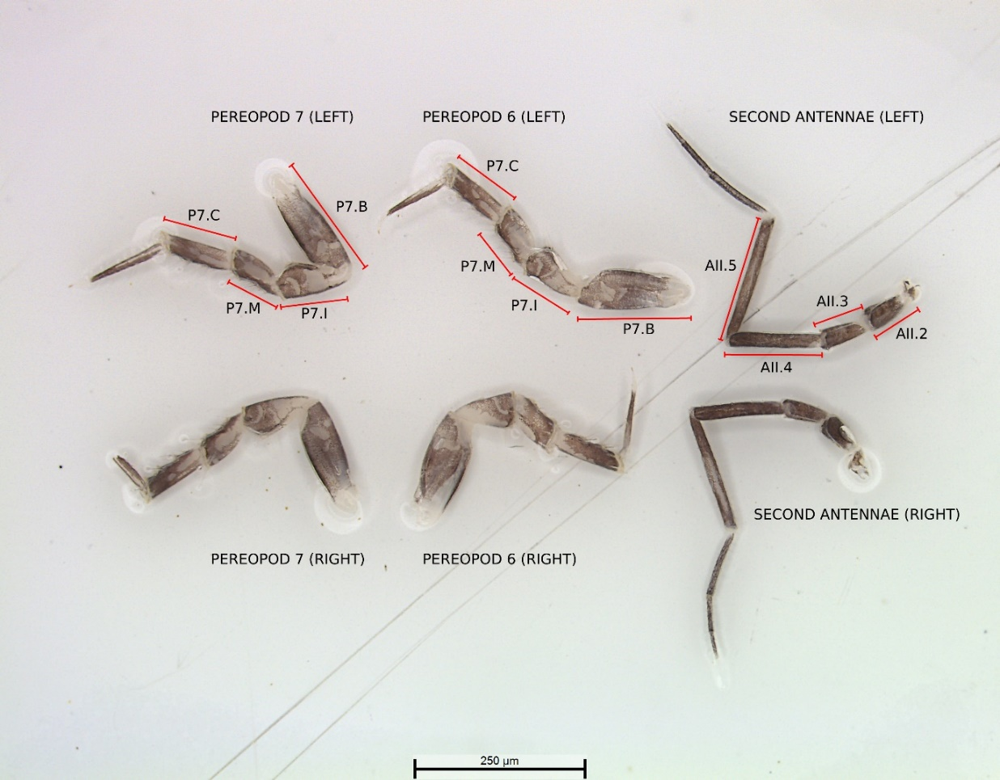 PEREOPOD 7 (LEFT)
PEREOPOD 6 (LEFT)
SECOND ANTENNAE (LEFT)
P7.C
P7.B
P7.M
P7.I
P7.C
P7.M
P7.I
P7.B
AII.5
AII.3
AII.2
AII.4
PEREOPOD 7 (RIGHT)
PEREOPOD 6 (RIGHT)
SECOND ANTENNAE (RIGHT)
250 µm